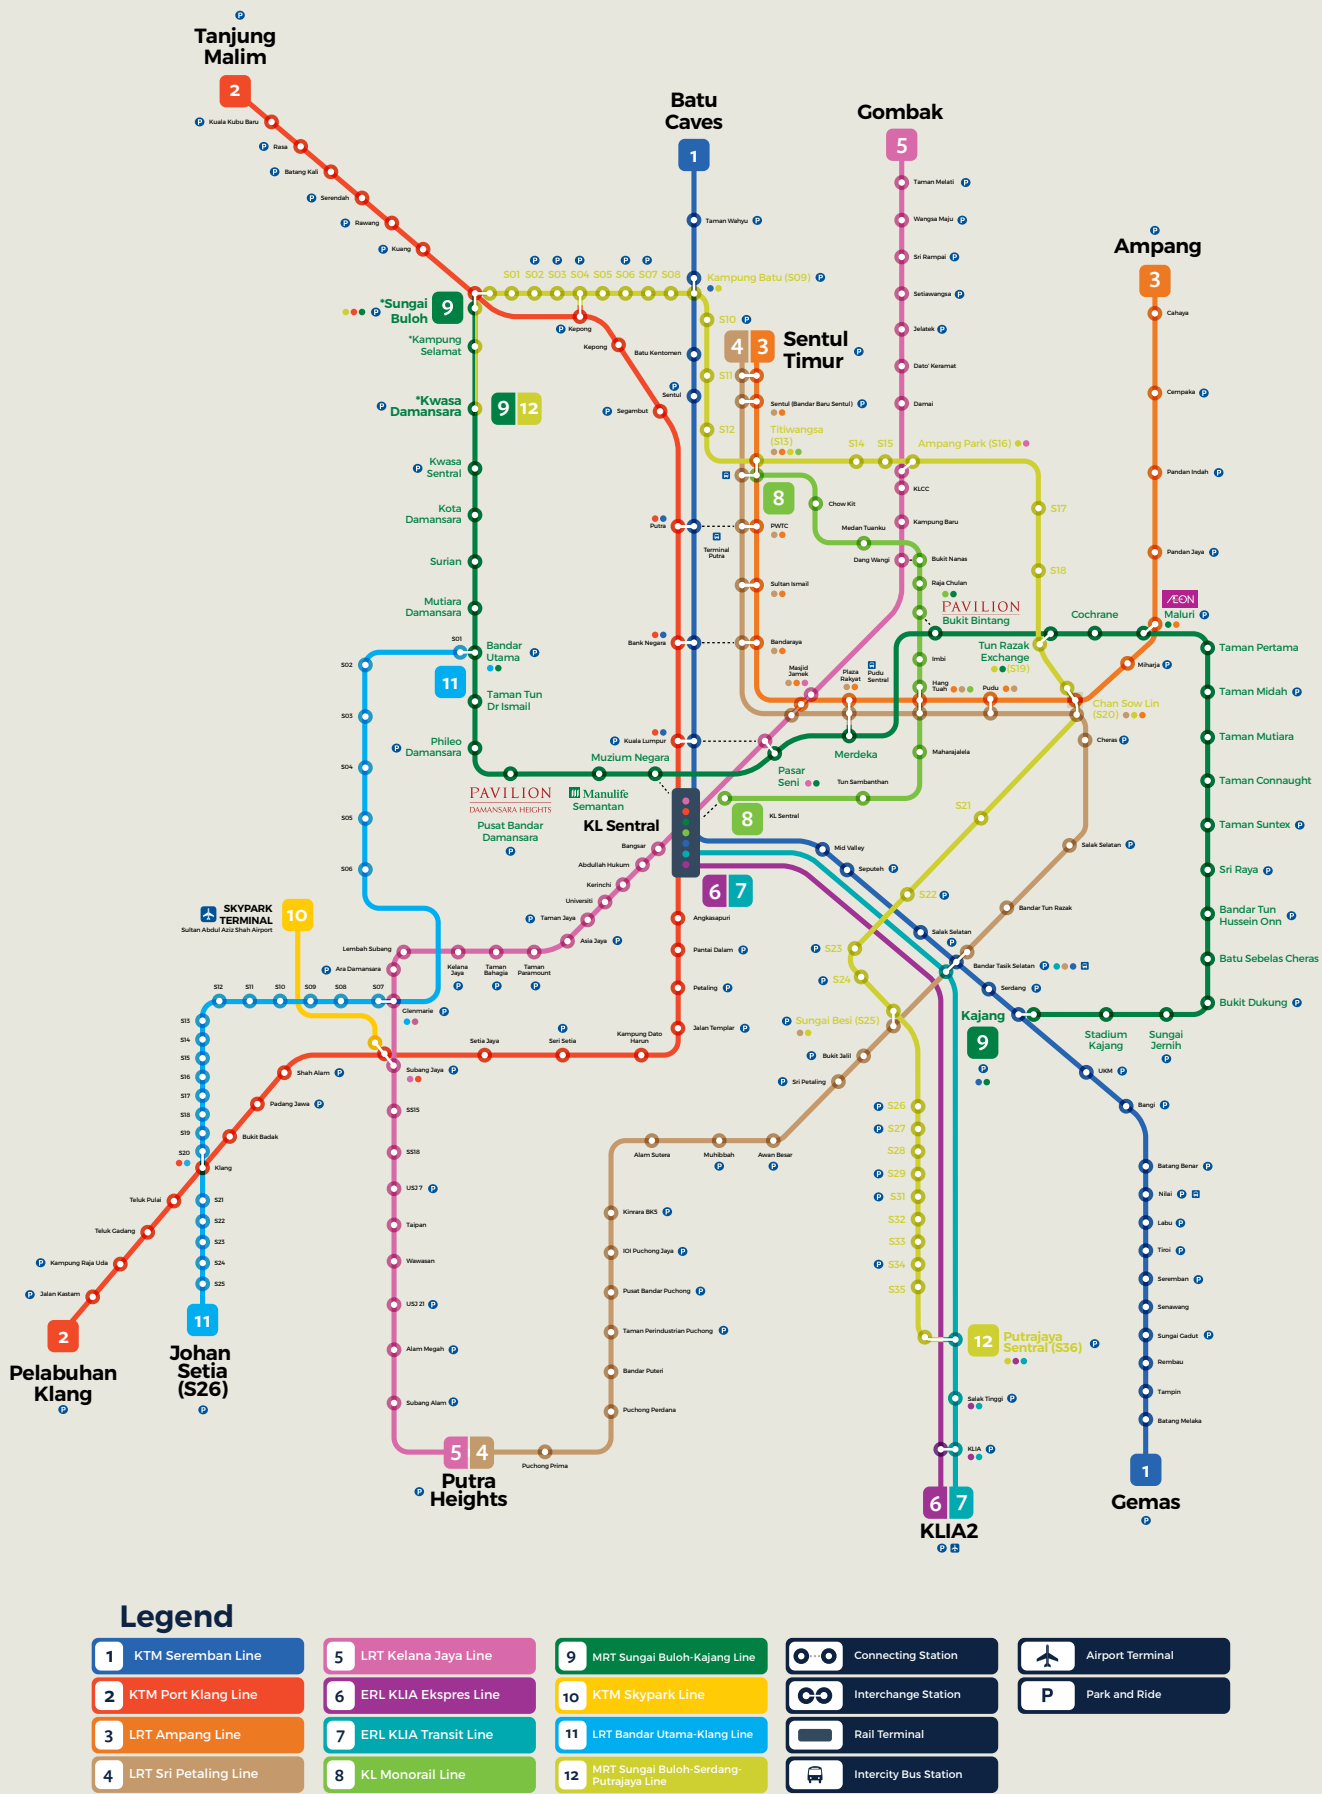 Tanjung
Malim
2
Kuala Kubu Baru
Rasa
Batang Kali
Serendah
Rawang
Kuang
Batu
Caves
1
Taman Wahyu
Kampung Batu (S09)
Gombak
5
Taman Melati
Wangsa Maju
Sri Rampai
Setiawangsa
Jelatek
Dato' Keramat
Damai
Ampang
3
Cahaya
Cempaka
Pandan Indah
Pandan Jaya
S01
S02
S03
S04
S05
S06
S07
S08
*Sungai
Buloh
9
*Kampung
Selamat
*Kwasa
Damansara
9
12
Kepong
Kepong
Batu Kentomen
Sentul
Segambut
S10
S11
S12
4
3
Sentul
Timur
Sentul (Bandar Baru Sentul)
Titiwangsa
(S13)
S14
S15
Ampang Park (S16)
Kwasa
Sentral
Kota
Damansara
Surian
Mutiara
Damansara
S01
Bandar
Utama
11
Taman Tun
Dr Ismail
Phileo
Damansara
S02
S03
S04
S05
S06
8
Chow Kit
Medan Tuanku
KLCC
Kampung Baru
Dang Wangi
Bukit Nanas
Raja Chulan
PAVILION
Bukit Bintang
S17
S18
Putra
Terminal
Putra
PWTC
Sultan Ismail
Bank Negara
Bandaraya
Masjid
Jamek
Plaza
Rakyat
Pudu
Sentral
Imbi
Hang
Tuah
Pudu
Tun Razak
Exchange
(S19)
Cochrane
ÆON
Maluri
Miharja
Chan Sow Lin
(S20)
Cheras
Taman Pertama
Taman Midah
Taman Mutiara
Taman Connaught
Taman Suntex
Sri Raya
Bandar Tun
Hussein Onn
Batu Sebelas Cheras
Bukit Dukung
Kuala Lumpur
Muzium Negara
Pasar
Seni
Merdeka
Maharajalela
Tun Sambanthan
PAVILION
DAMANSARA HEIGHTS
Pusat Bandar
Damansara
Manulife
Semantan
KL Sentral
8
KL Sentral
6
7
Mid Valley
Seputeh
Salak Selatan
S21
S22
S23
S24
Salak Selatan
Bandar Tun Razak
Bandar Tasik Selatan
Serdang
Kajang
9
Stadium
Kajang
Sungai
Jernih
Bangsar
Abdullah Hukum
Kerinchi
Universiti
Taman Jaya
Asia Jaya
Taman
Paramount
Taman
Bahagia
Kelana
Jaya
Lembah Subang
Ara Damansara
Glenmarie
SKYPARK
TERMINAL
Sultan Abdul Aziz Shah Airport
10
Angkasapuri
Pantai Dalam
Petaling
Jalan Templar
Kampung Dato
Harun
Seri Setia
Setia Jaya
Subang Jaya
S12
S11
S10
S09
S08
S07
S13
S14
S15
S16
S17
S18
S19
S20
Klang
S21
S22
S23
S24
S25
11
Johan
Setia
(S26)
Shah Alam
Padang Jawa
Bukit Badak
Teluk Pulai
Teluk Gadang
Kampung Raja Uda
Jalan Kastam
2
Pelabuhan
Klang
SS15
SS18
USJ 7
Taipan
Wawasan
USJ 21
Alam Megah
Subang Alam
5
4
Putra
Heights
Puchong Prima
Puchong Perdana
Bandar Puteri
Taman Perindustrian Puchong
Pusat Bandar Puchong
IOI Puchong Jaya
Kinrara BK5
Alam Sutera
Muhibbah
Awan Besar
Sri Petaling
Bukit Jalil
Sungai Besi (S25)
S26
S27
S28
S29
S31
S32
S33
S34
S35
12
Putrajaya
Sentral (S36)
Salak Tinggi
KLIA
6
7
KLIA2
UKM
Bangi
Batang Benar
Nilai
Labu
Tiroi
Seremban
Senawang
Sungai Gadut
Rembau
Tampin
Batang Melaka
1
Gemas
Legend
1 KTM Seremban Line
2 KTM Port Klang Line
3 LRT Ampang Line
4 LRT Sri Petaling Line
5 LRT Kelana Jaya Line
6 ERL KLIA Ekspres Line
7 ERL KLIA Transit Line
8 KL Monorail Line
9 MRT Sungai Buloh-Kajang Line
10 KTM Skypark Line
11 LRT Bandar Utama-Klang Line
12 MRT Sungai Buloh-Serdang-
Putrajaya Line
Connecting Station
Interchange Station
Rail Terminal
Intercity Bus Station
Airport Terminal
P Park and Ride